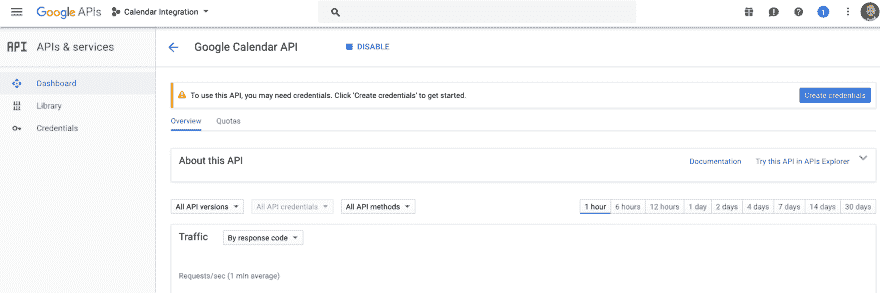 Google APIs Calendar Integration 1
API APIs & services
Google Calendar API DISABLE
Dashboard
Library
Credentials
To use this API, you may need credentials. Click 'Create credentials' to get started. Create credentials
Overview Quotas
About this API Documentation Try this API in APIs Explorer
All API versions All API credentials All API methods 1 hour 6 hours 12 hours 1 day 2 days 4 days 7 days 14 days 30 days
Traffic By response code
Requests/sec (1 min average)